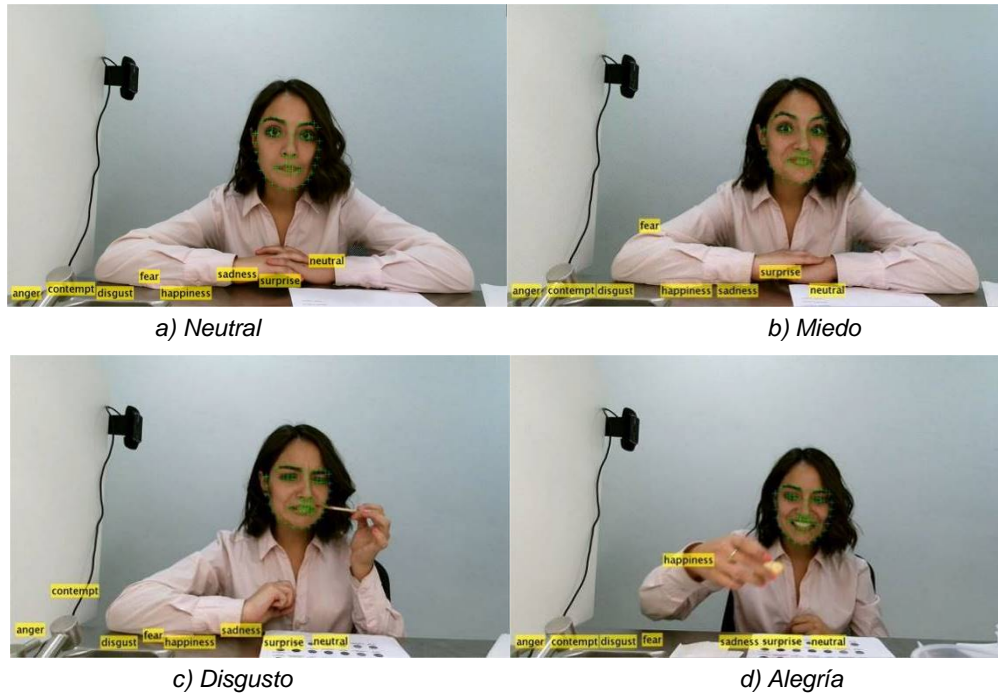 neutral
fear
sadness
surprise
anger contempt disgust happiness
a) Neutral
fear
surprise
anger contempt disgust happiness sadness neutral
b) Miedo
contempt
anger
fear
sadness
disgust happiness surprise neutral
c) Disgusto
happiness
anger contempt disgust fear sadness surprise neutral
d) Alegría